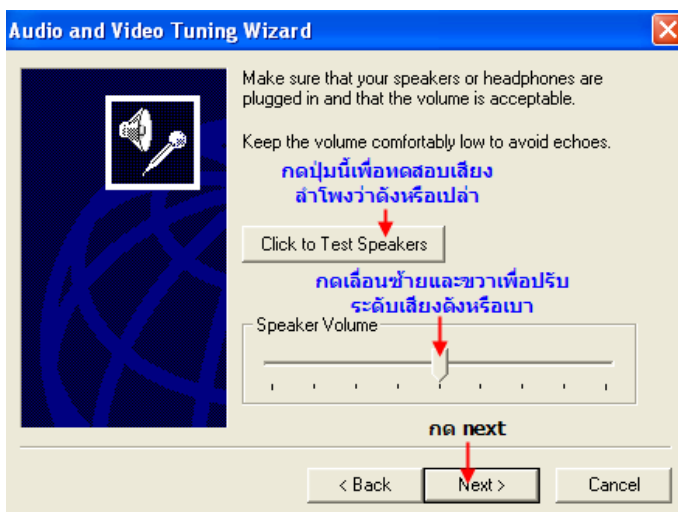 Audio and Video Tuning Wizard
Make sure that your speakers or headphones are
plugged in and that the volume is acceptable.
Keep the volume comfortably low to avoid echoes.
กดปุ่มนี้เพื่อทดสอบเสียง
ลำโพงว่าดังหรือเปล่า
Click to Test Speakers
กดเลื่อนซ้ายและขวาเพื่อปรับ
ระดับเสียงดังหรือเบา
Speaker Volume
กด next
< Back
Next >
Cancel